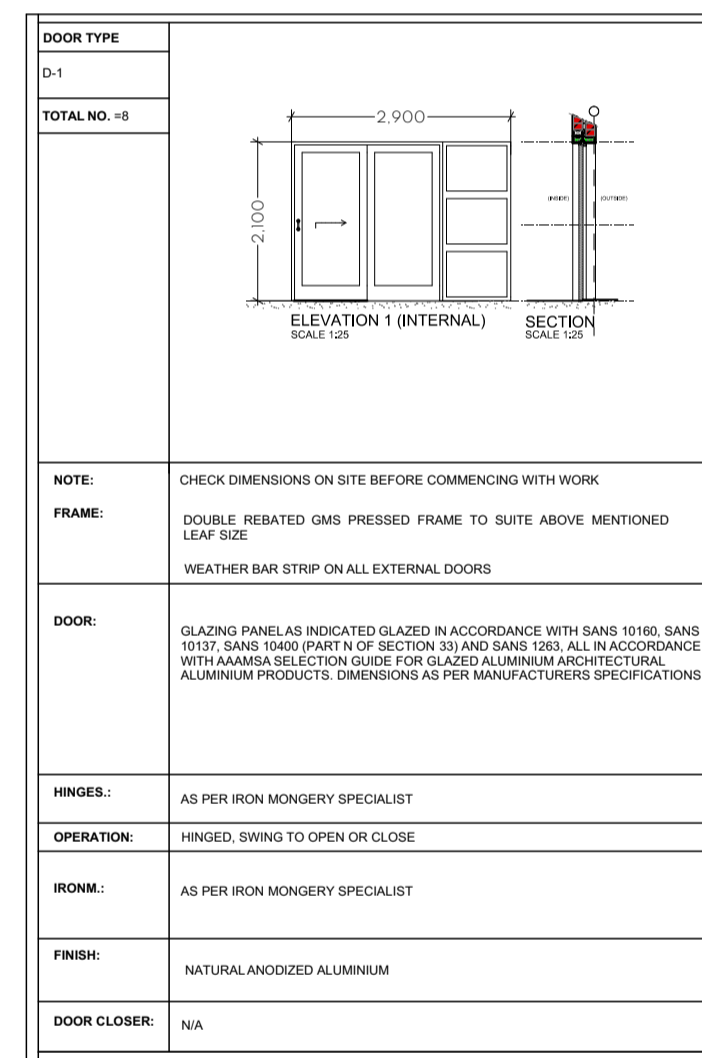 DOOR TYPE
D-1
TOTAL NO. =8
2,900
2,100
(INSIDE)
(OUTSIDE)
ELEVATION 1 (INTERNAL)
SCALE 1:25
SECTION
SCALE 1:25
NOTE:
CHECK DIMENSIONS ON SITE BEFORE COMMENCING WITH WORK
FRAME:
DOUBLE REBATED GMS PRESSED FRAME TO SUITE ABOVE MENTIONED
LEAF SIZE
WEATHER BAR STRIP ON ALL EXTERNAL DOORS
DOOR:
GLAZING PANEL AS INDICATED GLAZED IN ACCORDANCE WITH SANS 10160, SANS
10137, SANS 10400 (PART N OF SECTION 33) AND SANS 1263, ALL IN ACCORDANCE
WITH AAAMSA SELECTION GUIDE FOR GLAZED ALUMINIUM ARCHITECTURAL
ALUMINIUM PRODUCTS. DIMENSIONS AS PER MANUFACTURERS SPECIFICATIONS
HINGES.:
AS PER IRON MONGERY SPECIALIST
OPERATION:
HINGED, SWING TO OPEN OR CLOSE
IRONM.:
AS PER IRON MONGERY SPECIALIST
FINISH:
NATURAL ANODIZED ALUMINIUM
DOOR CLOSER:
N/A